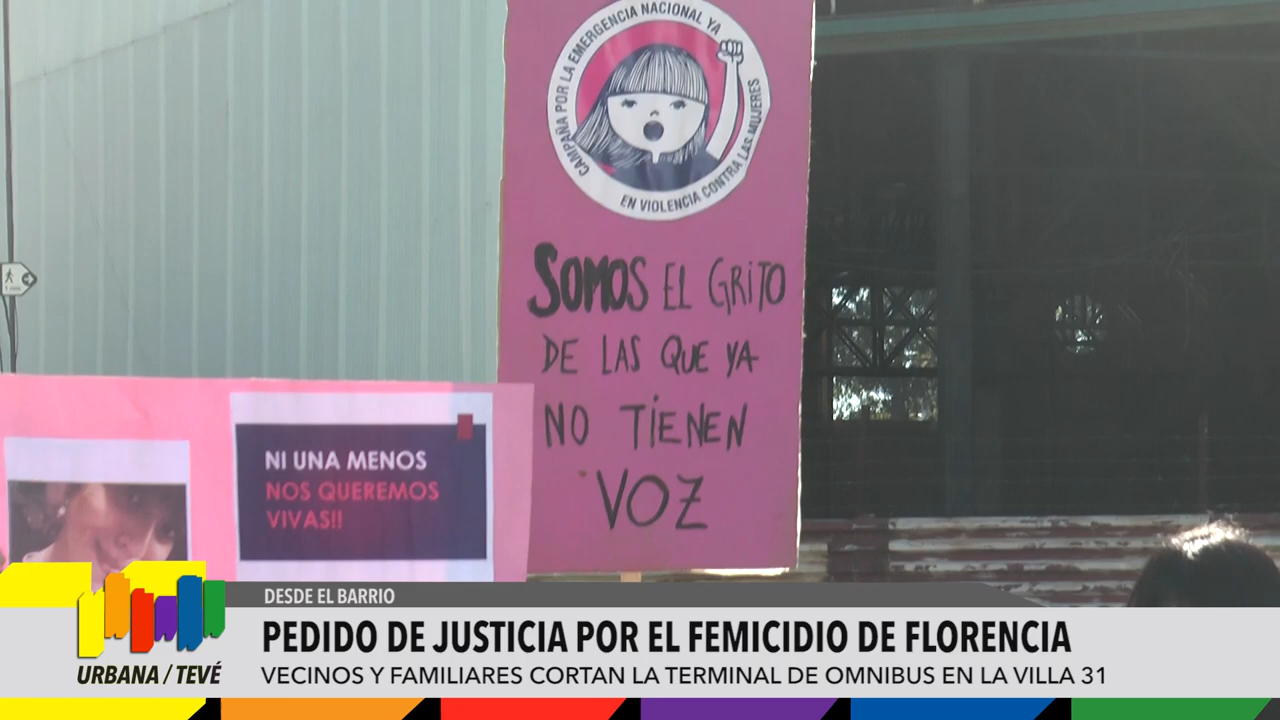 CAMPAÑA POR LA EMERGENCIA NACIONAL YA
EN VIOLENCIA CONTRA LAS MUJERES
SOMOS EL GRITO
DE LAS QUE YA
NO TIENEN
VOZ
NI UNA MENOS
NOS QUEREMOS
VIVAS!!
DESDE EL BARRIO
PEDIDO DE JUSTICIA POR EL FEMICIDIO DE FLORENCIA
VECINOS Y FAMILIARES CORTAN LA TERMINAL DE OMNIBUS EN LA VILLA 31
URBANA / TEVÉ